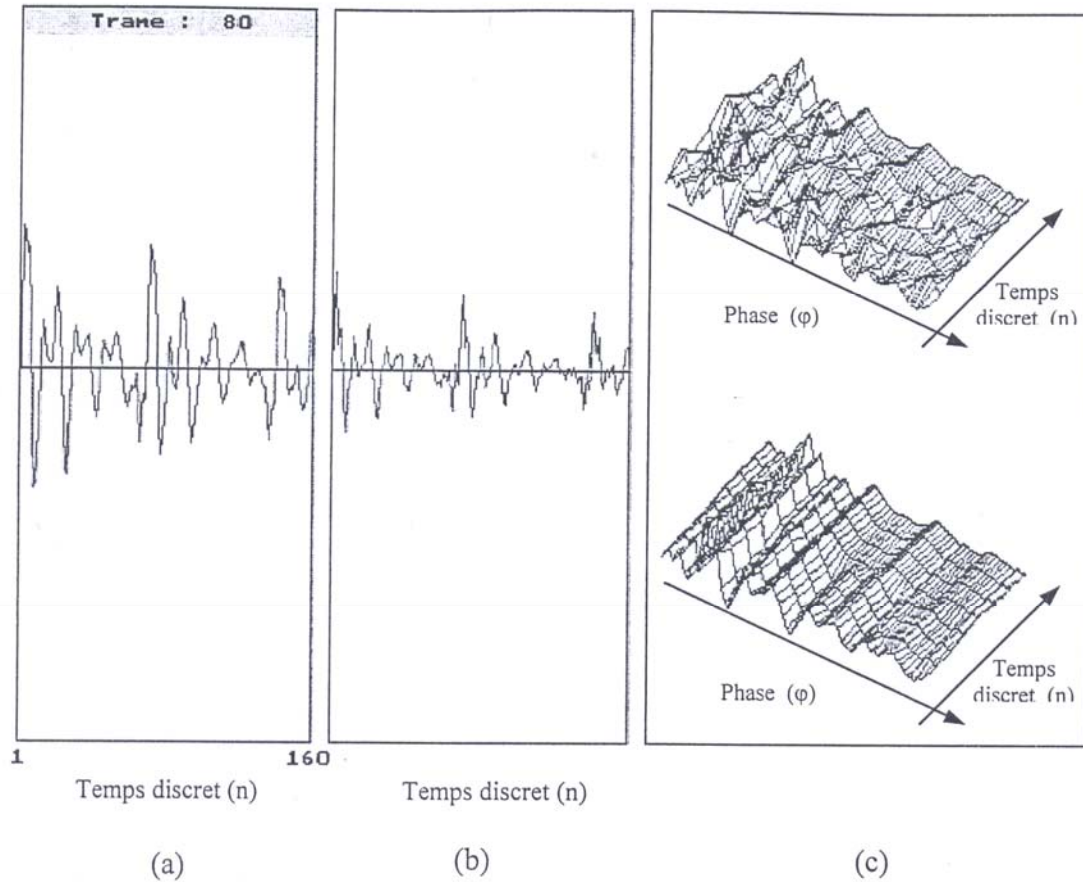 Trame : 80
Temps
discret (n)
Phase (φ)
Temps
discret (n)
Phase (φ)
1
160
Temps discret (n)
Temps discret (n)
(a)
(b)
(c)